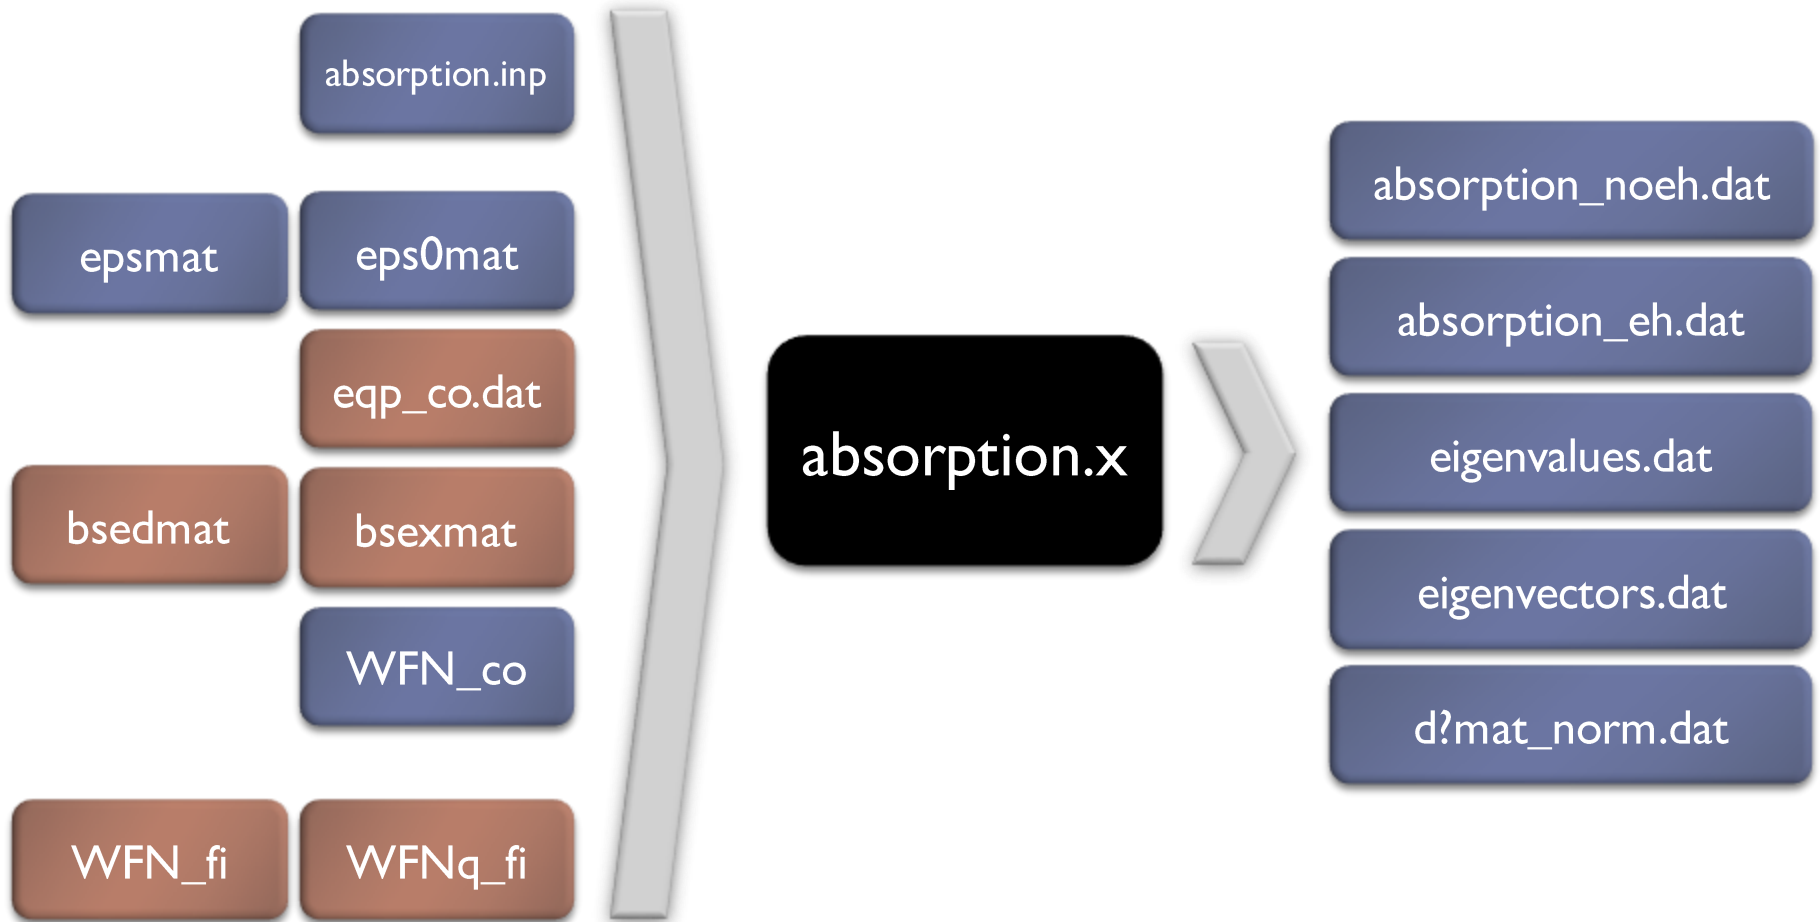 absorption.inp
epsmat
eps0mat
eqp_co.dat
bsedmat
bsexmat
WFN_co
WFN_fi
WFNq_fi
absorption.x
absorption_noeh.dat
absorption_eh.dat
eigenvalues.dat
eigenvectors.dat
d?mat_norm.dat